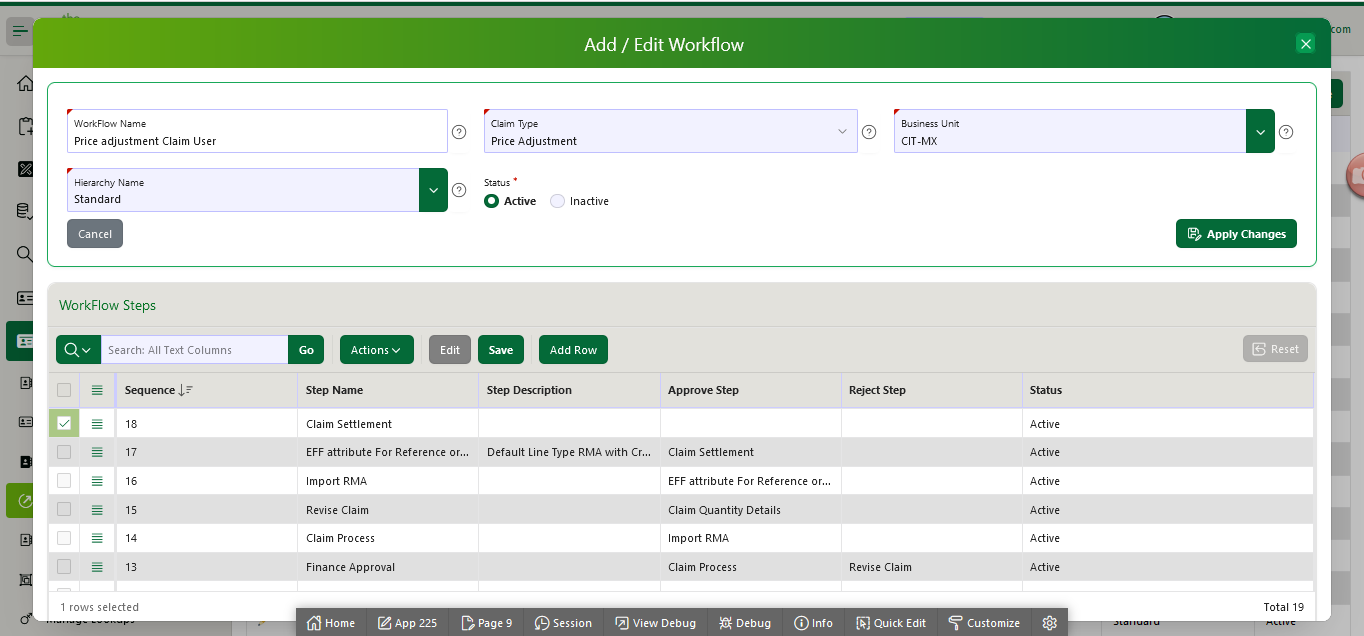 the
Add / Edit Workflow
com
WorkFlow Name
Price adjustment Claim User
Claim Type
Price Adjustment
Business Unit
CIT-MX
Hierarchy Name
Standard
Status *
Active Inactive
Cancel
Apply Changes
WorkFlow Steps
Search: All Text Columns Go Actions Edit Save Add Row Reset
Sequence Step Name Step Description Approve Step Reject Step Status
18 Claim Settlement Active
17 EFF attribute For Reference or... Default Line Type RMA with Cr... Claim Settlement Active
16 Import RMA EFF attribute For Reference or... Active
15 Revise Claim Claim Quantity Details Active
14 Claim Process Import RMA Active
13 Finance Approval Claim Process Revise Claim Active
1 rows selected Total 19
Manage Lookups Standard Active
Home App 225 Page 9 Session View Debug Debug Info Quick Edit Customize